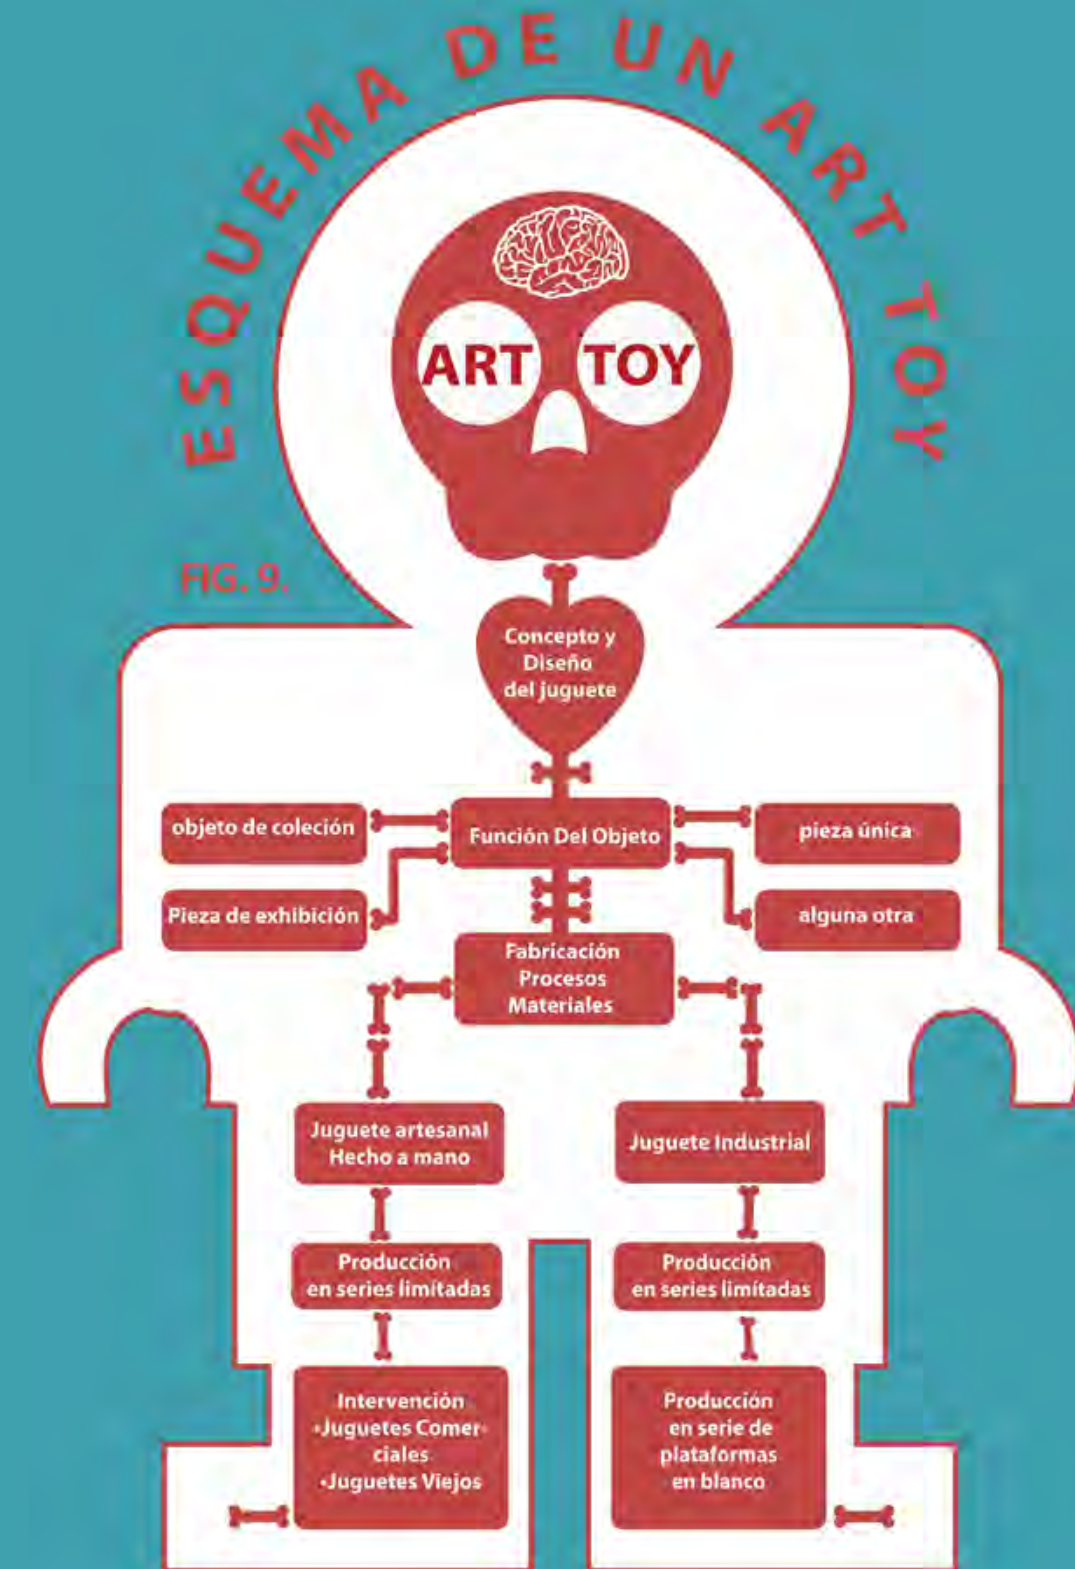 ESQUEMA DE UN ART TOY
ART TOY
FIG. 9.
Concepto y
Diseño
del juguete
objeto de coleción
Función Del Objeto
pieza única
Pieza de exhibición
alguna otra
Fabricación
Procesos
Materiales
Juguete artesanal
Hecho a mano
Juguete Industrial
Producción
en series limitadas
Producción
en series limitadas
Intervención
•Juguetes Comer-
ciales
•Juguetes Viejos
Producción
en serie de
plataformas
en blanco